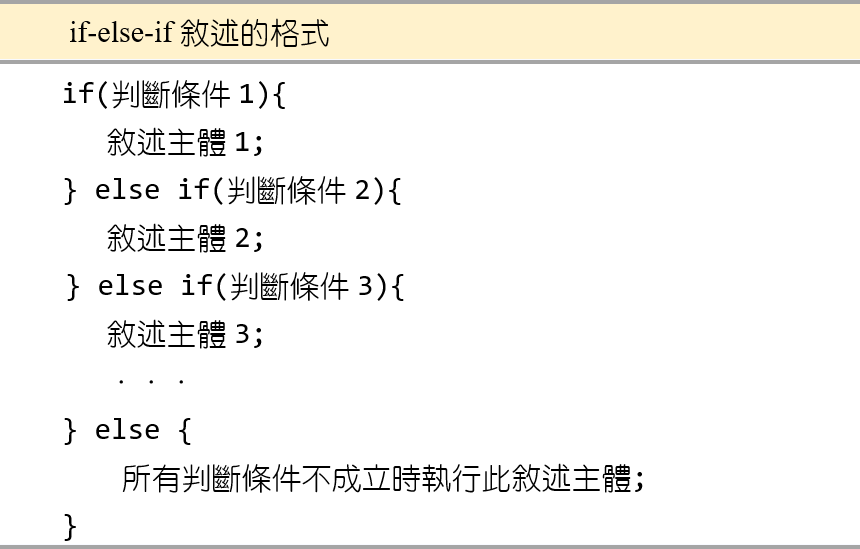 if-else-if 敘述的格式
if(判斷條件 1){
敘述主體 1;
} else if(判斷條件 2){
敘述主體 2;
} else if(判斷條件 3){
敘述主體 3;
. . .
} else {
所有判斷條件不成立時執行此敘述主體;
}